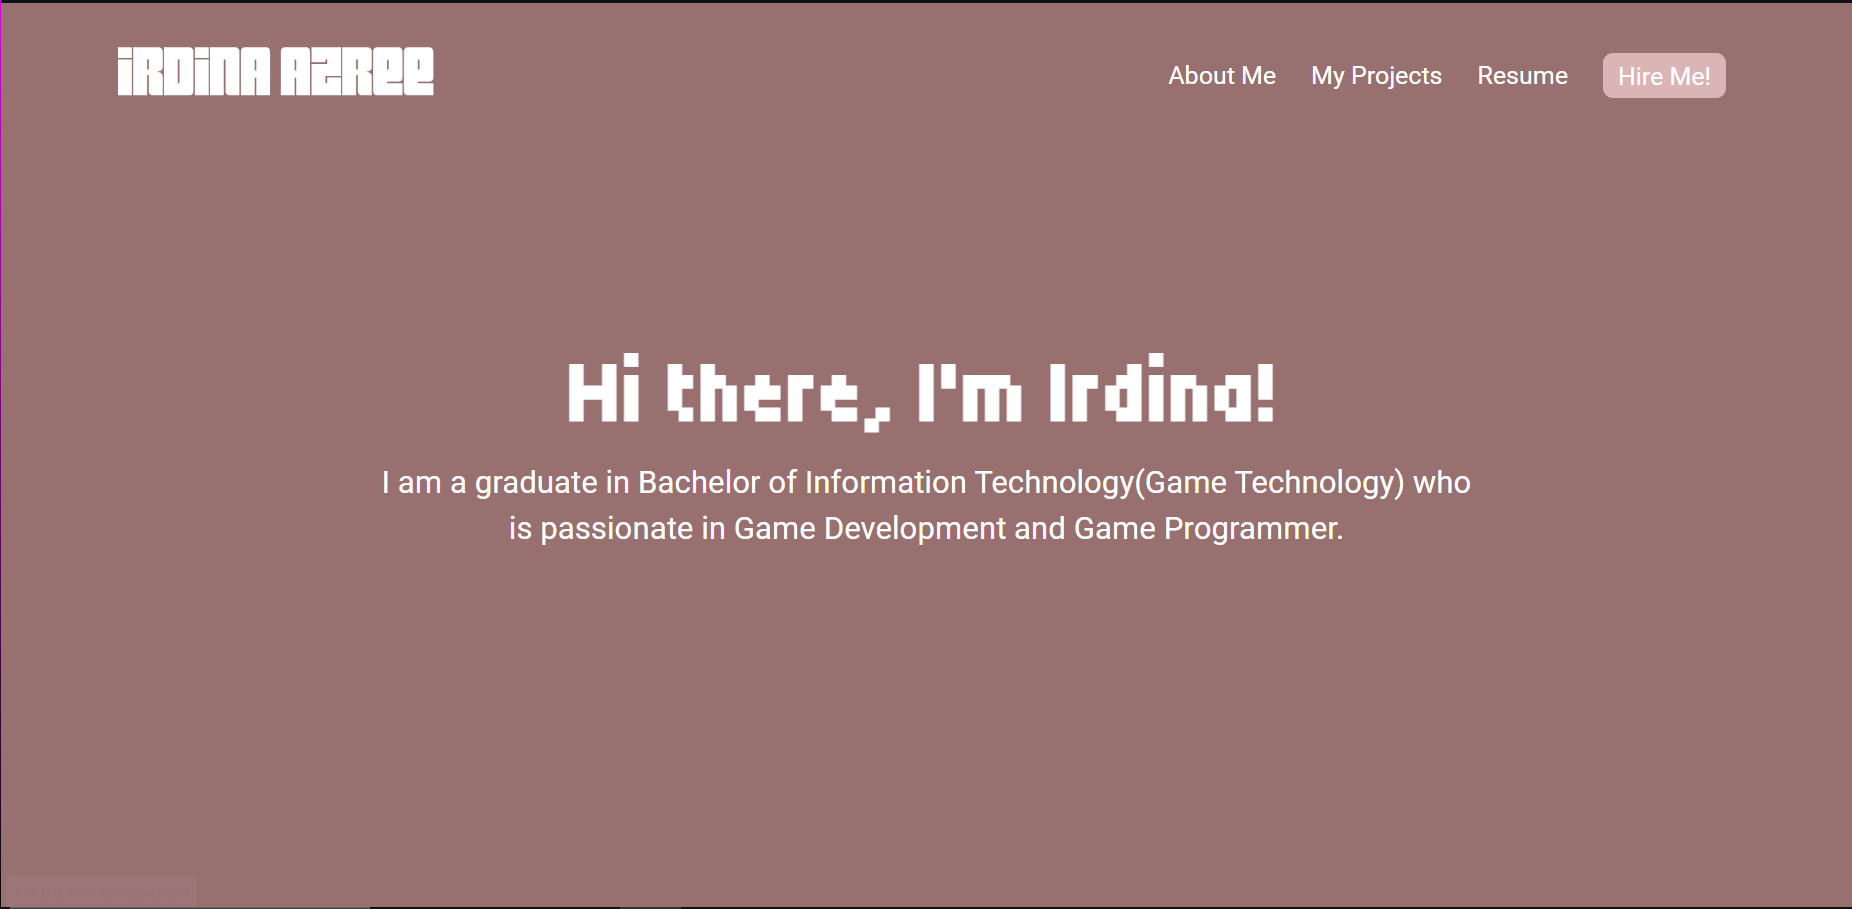 iRDiNA AZRee
About Me My Projects Resume Hire Me!
Hi there, I'm Irdina!
I am a graduate in Bachelor of Information Technology(Game Technology) who
is passionate in Game Development and Game Programmer.